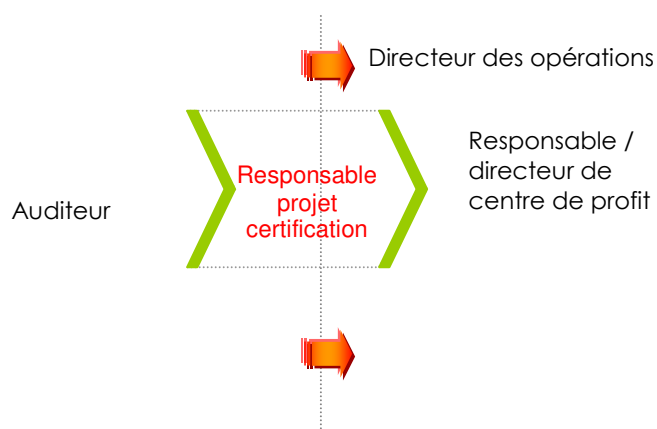 Directeur des opérations
Responsable /
directeur de
centre de profit
Responsable
projet
certification
Auditeur